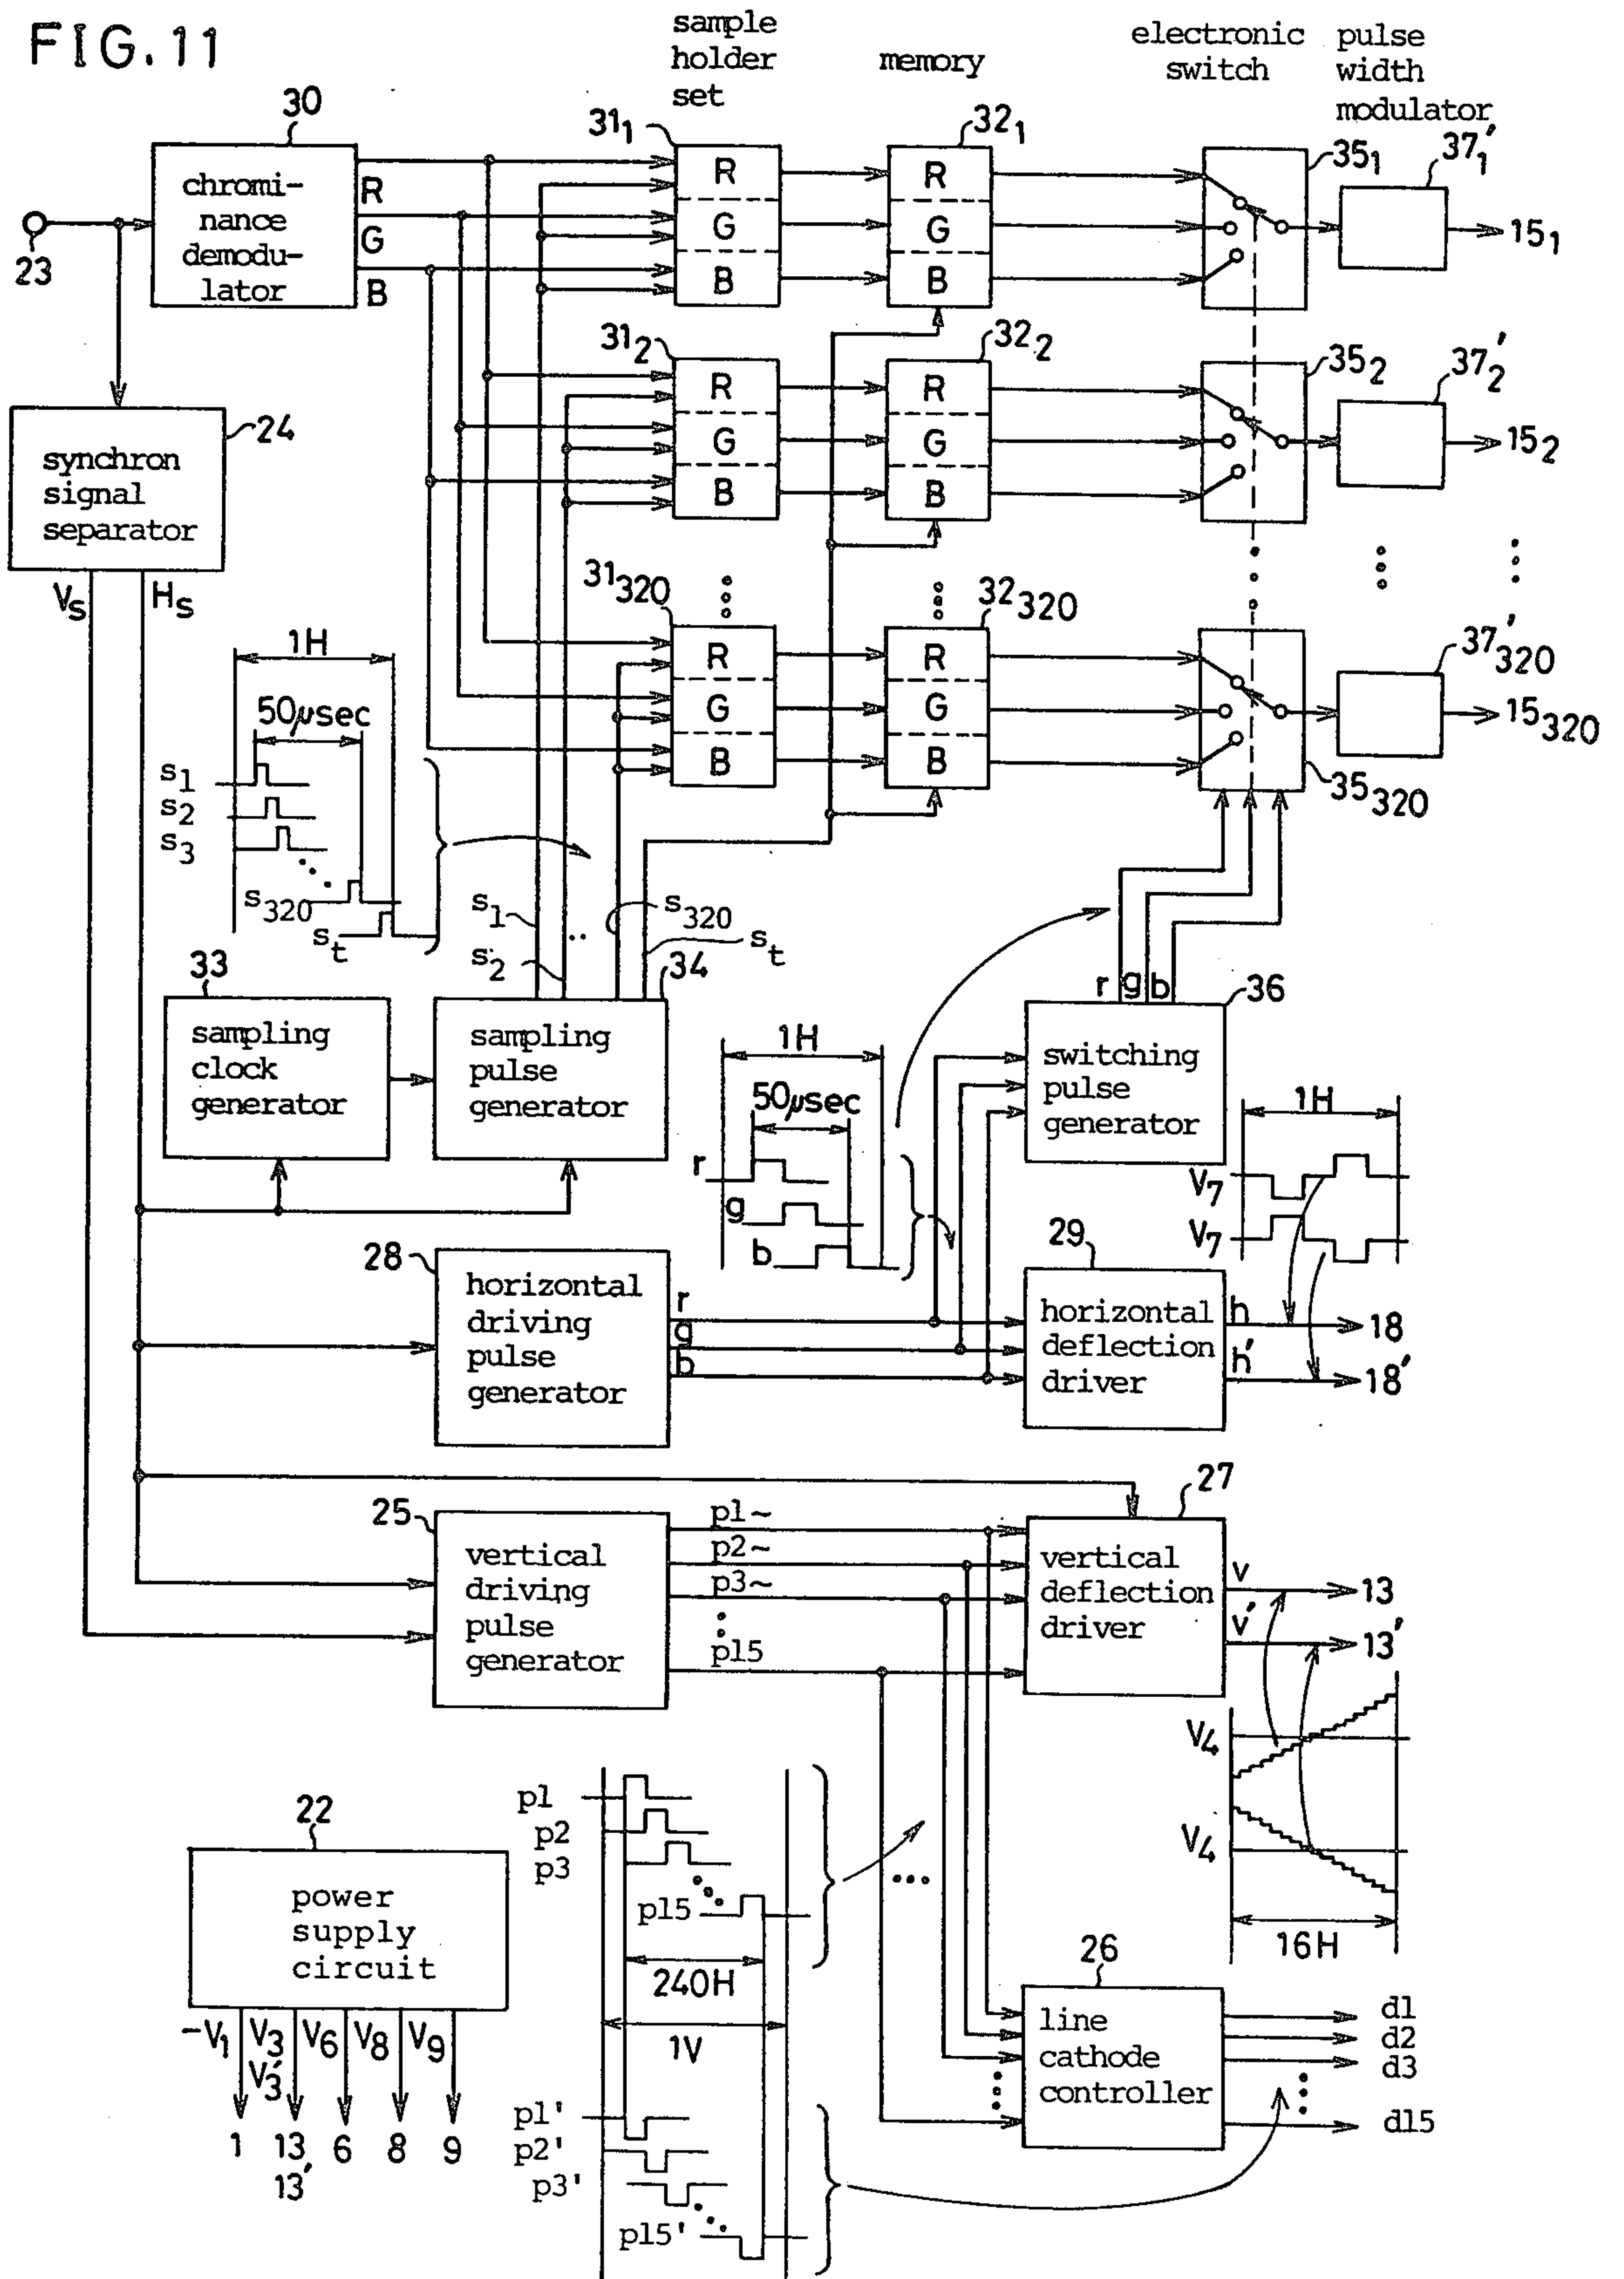 FIG. 11
sample
holder
set
memory
electronic
switch
pulse
width
modulator
30
chromi-
nance
demodu-
lator
R
G
B
23
31₁
R
G
B
32₁
R
G
B
35₁
37₁′
15₁
31₂
R
G
B
32₂
R
G
B
35₂
37₂′
15₂
24
synchron
signal
separator
V_S
H_S
31₃₂₀
R
G
B
32₃₂₀
R
G
B
35₃₂₀
37′₃₂₀
15₃₂₀
1H
50μsec
s₁
s₂
s₃
s₃₂₀
s_t
s₁
s₂
s₃₂₀
s_t
33
sampling
clock
generator
34
sampling
pulse
generator
r g b
36
switching
pulse
generator
1H
50μsec
r
g
b
1H
V₇
V₇
28
horizontal
driving
pulse
generator
r
g
b
29
horizontal
deflection
driver
h
18
h′
18′
25
vertical
driving
pulse
generator
p1~
p2~
p3~
p15
27
vertical
deflection
driver
v
13
v′
13′
V₄
V₄
16H
22
power
supply
circuit
-V₁
V₃
V₃′
V₆
V₈
V₉
1
13
13′
6
8
9
p1
p2
p3
p15
240H
1V
p1'
p2'
p3'
p15'
26
line
cathode
controller
d1
d2
d3
d15